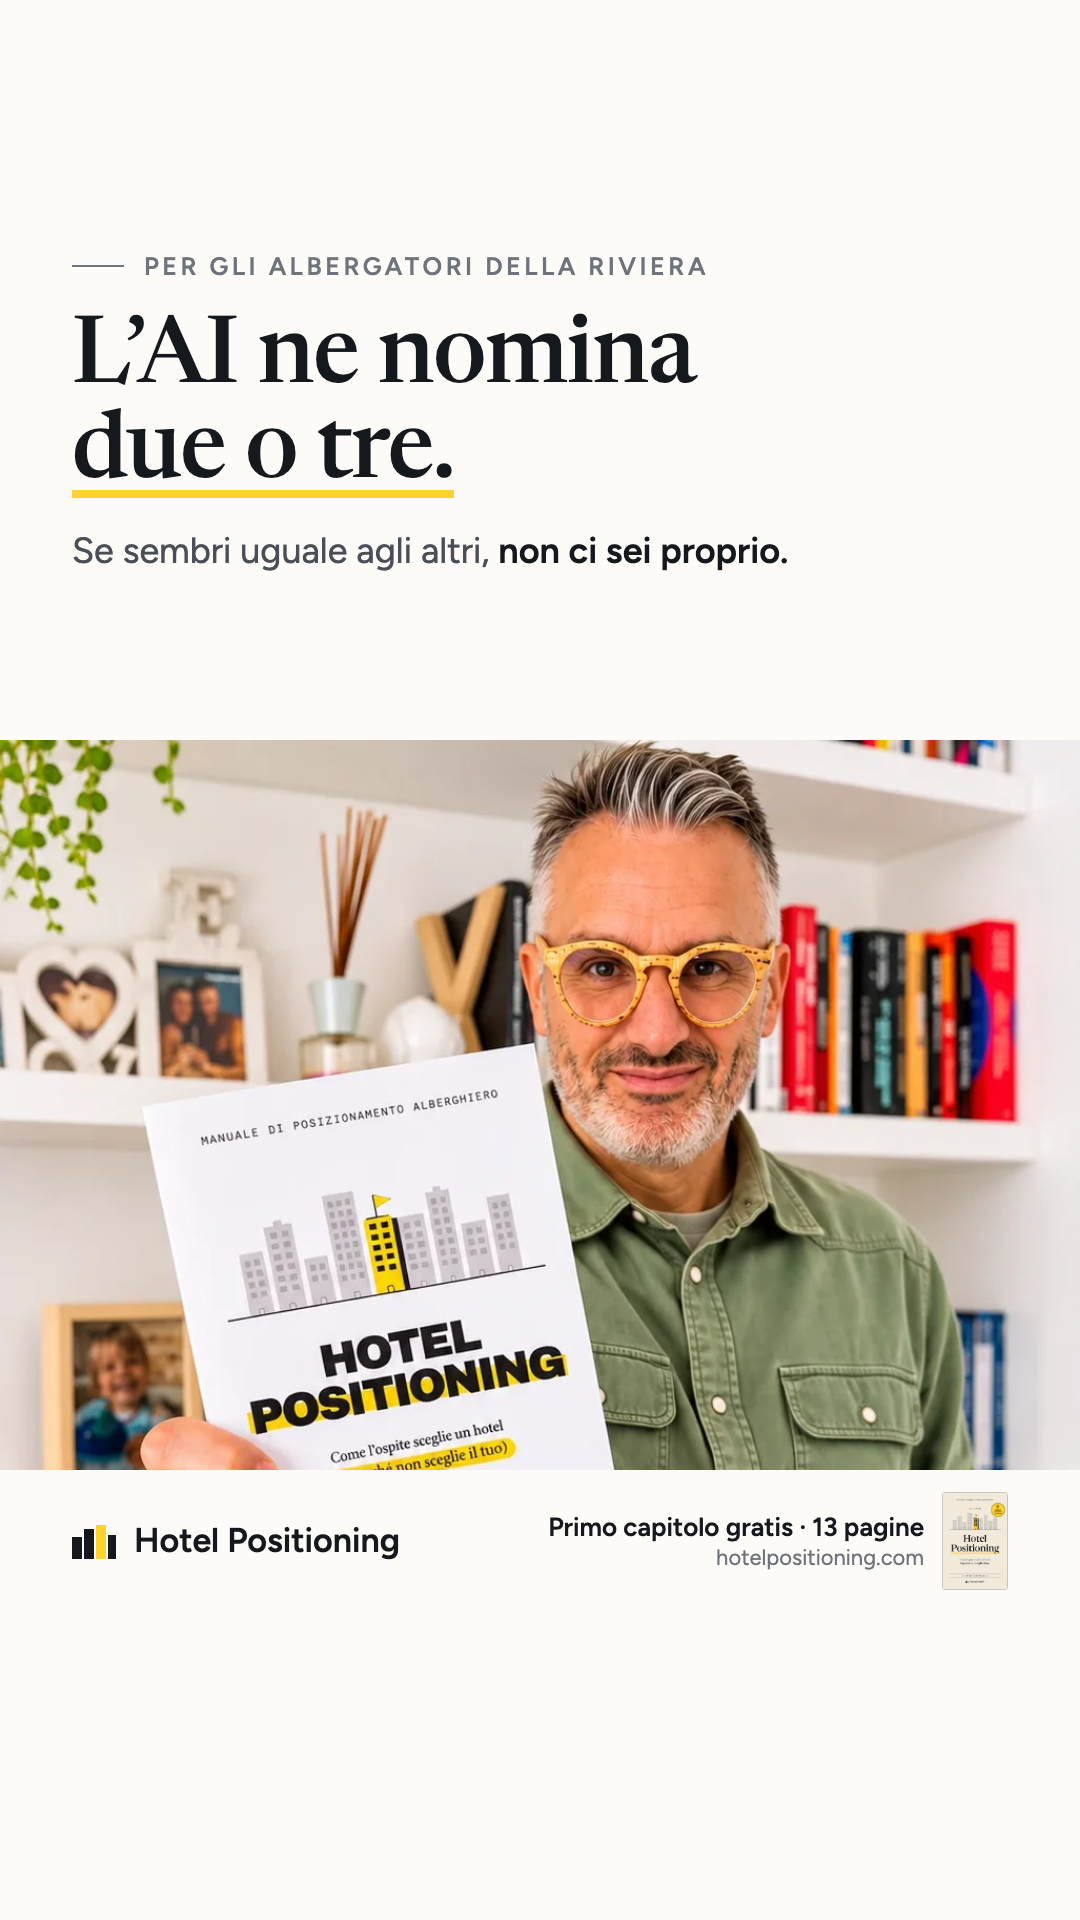 PER GLI ALBERGATORI DELLA RIVIERA
L’AI ne nomina
due o tre.
Se sembri uguale agli altri, non ci sei proprio.
MANUALE DI POSIZIONAMENTO ALBERGHIERO
HOTEL
POSITIONING
Come l'ospite sceglie un hotel
non sceglie il tuo)
Hotel Positioning
Primo capitolo gratis · 13 pagine
hotelpositioning.com
Hotel
Positioning